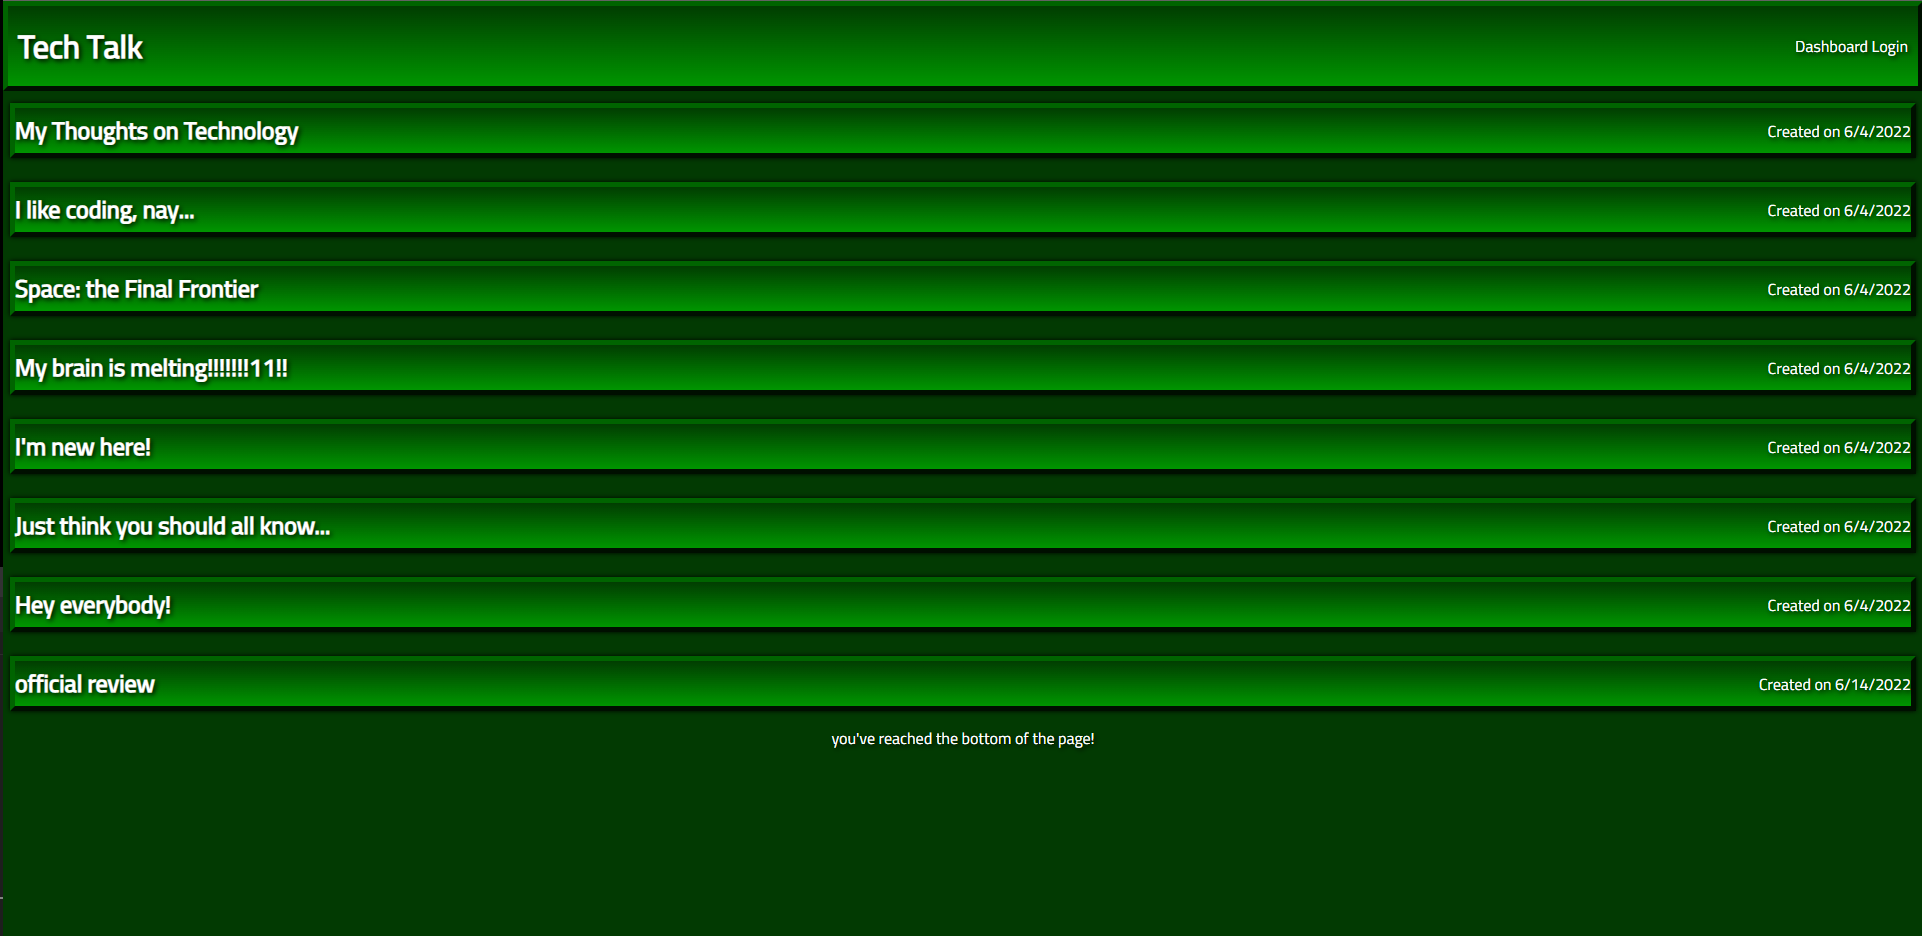 Tech Talk
Dashboard Login
My Thoughts on Technology
Created on 6/4/2022
I like coding, nay...
Created on 6/4/2022
Space: the Final Frontier
Created on 6/4/2022
My brain is melting!!!!!!!11!!
Created on 6/4/2022
I'm new here!
Created on 6/4/2022
Just think you should all know...
Created on 6/4/2022
Hey everybody!
Created on 6/4/2022
official review
Created on 6/14/2022
you've reached the bottom of the page!